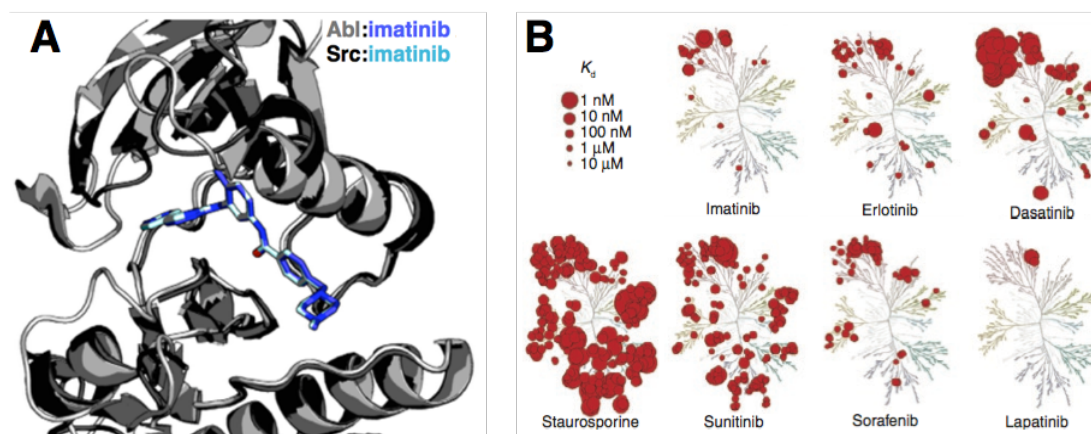 A
Abl:imatinib
Src:imatinib
B
Kd
1 nM
10 nM
100 nM
1 μM
10 μM
Imatinib
Erlotinib
Dasatinib
Staurosporine
Sunitinib
Sorafenib
Lapatinib